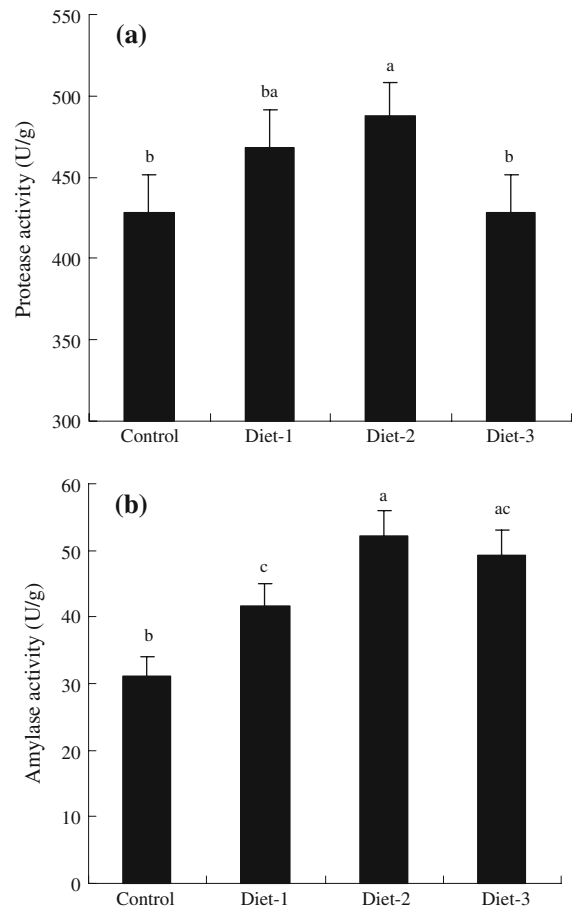 (a)
Protease activity (U/g)
550
500
450
400
350
300
b
ba
a
b
Control Diet-1 Diet-2 Diet-3
(b)
Amylase activity (U/g)
60
50
40
30
20
10
0
b
c
a
ac
Control Diet-1 Diet-2 Diet-3